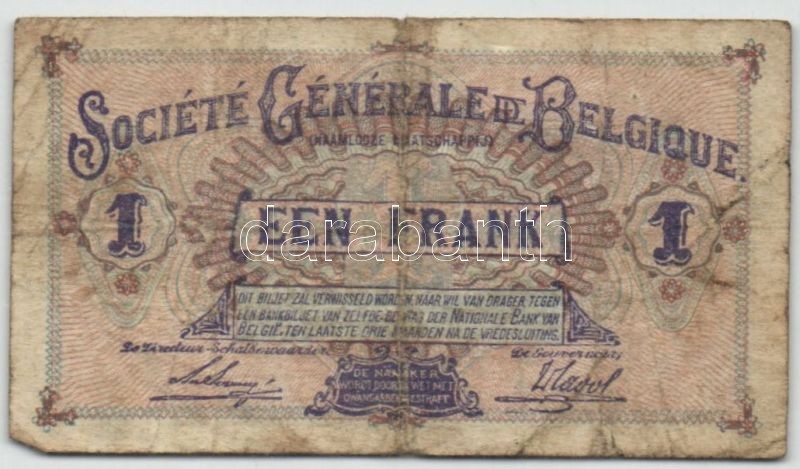 SOCIÉTÉ GÉNÉRALE DE BELGIQUE.
(NAAMLOOZE MAATSCHAPPIJ)
1 EEN FRANK 1
darabanth
DIT BILJET ZAL VERWISSELD WORDEN, NAAR WIL VAN DRAGER, TEGEN
EEN BANKBILJET VAN ZELFDE BEDRAG DER NATIONALE BANK VAN
BELGIË, TEN LAATSTE DRIE MAANDEN NA DE VREDESLUITING.
De Directeur-Schatbewaarder, De Gouverneur,
DE NAMAKER
WORDT DOOR DE WET MET
DWANGARBEID GESTRAFT